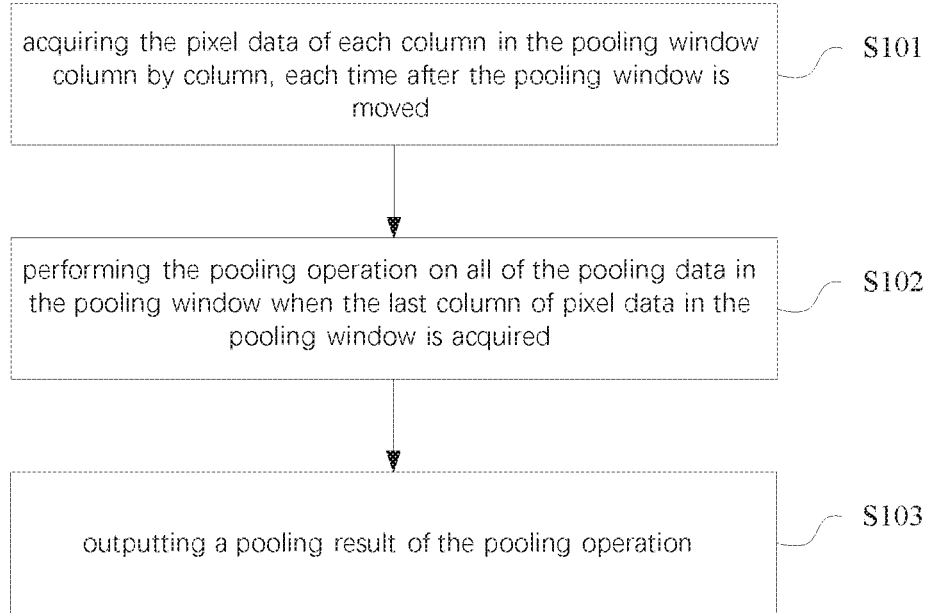 acquiring the pixel data of each column in the pooling window
column by column, each time after the pooling window is
moved
S101
performing the pooling operation on all of the pooling data in
the pooling window when the last column of pixel data in the
pooling window is acquired
S102
outputting a pooling result of the pooling operation
S103